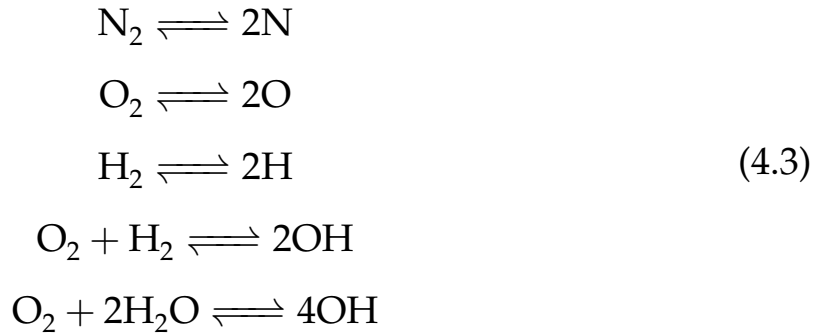 N₂ ⇌ 2N
O₂ ⇌ 2O
H₂ ⇌ 2H (4.3)
O₂ + H₂ ⇌ 2OH
O₂ + 2H₂O ⇌ 4OH